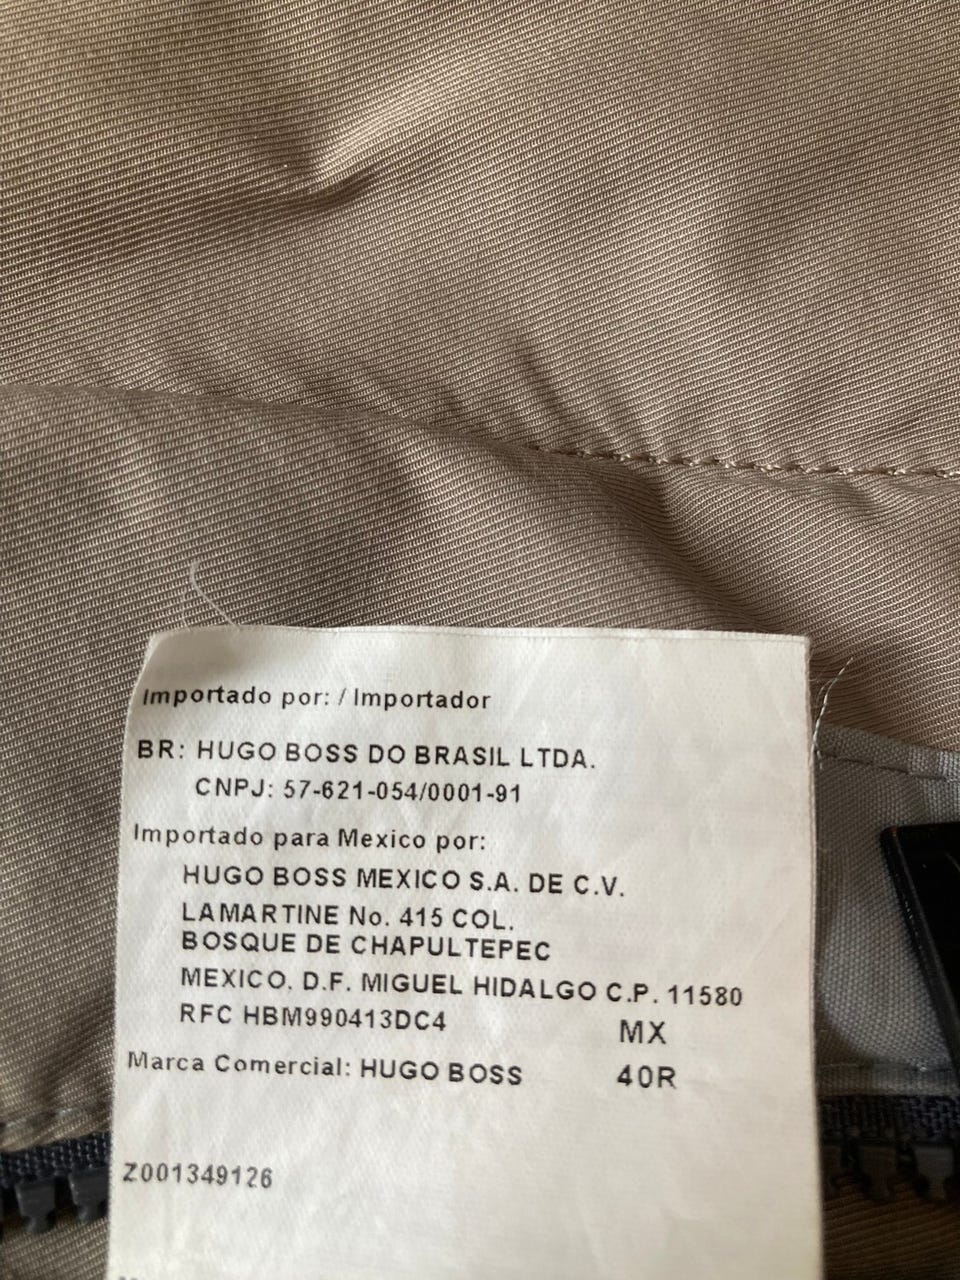 Importado por: / Importador
BR: HUGO BOSS DO BRASIL LTDA.
CNPJ: 57-621-054/0001-91
Importado para Mexico por:
HUGO BOSS MEXICO S.A. DE C.V.
LAMARTINE No. 415 COL.
BOSQUE DE CHAPULTEPEC
MEXICO. D.F. MIGUEL HIDALGO C.P. 11580
RFC HBM990413DC4 MX
Marca Comercial: HUGO BOSS 40R
Z001349126